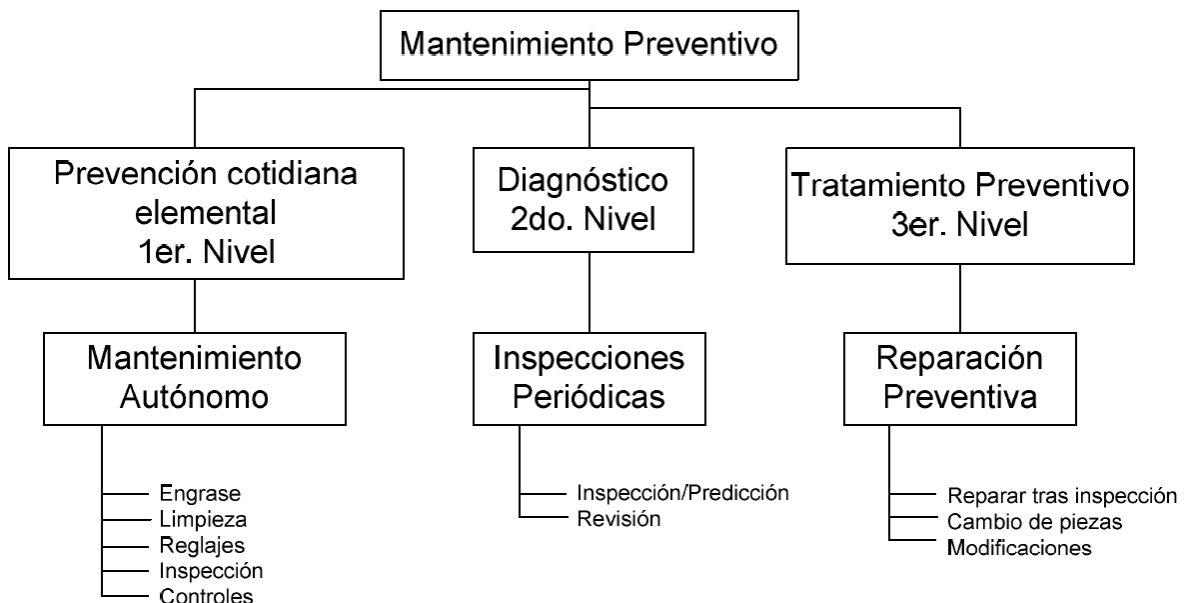 Mantenimiento Preventivo
Prevención cotidiana
elemental
1er. Nivel
Diagnóstico
2do. Nivel
Tratamiento Preventivo
3er. Nivel
Mantenimiento
Autónomo
Inspecciones
Periódicas
Reparación
Preventiva
Engrase
Limpieza
Reglajes
Inspección
Controles
Inspección/Predicción
Revisión
Reparar tras inspección
Cambio de piezas
Modificaciones